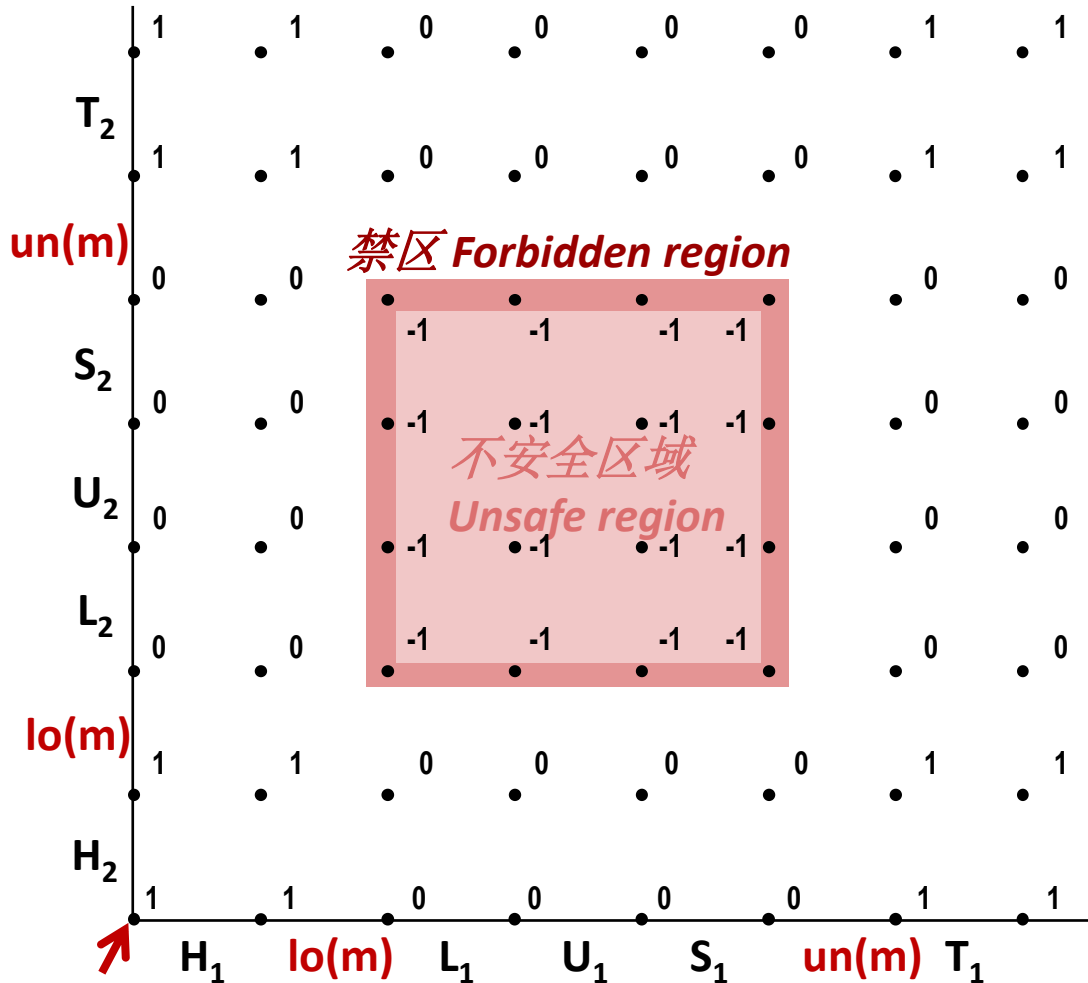 1 1 0 0 0 0 1 1
T₂
1 1 0 0 0 0 1 1
un(m)
禁区 Forbidden region
0 0 0 0
-1 -1 -1 -1
S₂
0 0 0 0
-1 -1 -1 -1
不安全区域
U₂
Unsafe region
0 0 0 0
-1 -1 -1 -1
L₂
0 0 -1 -1 -1 -1 0 0
lo(m)
1 1 0 0 0 0 1 1
H₂
1 1 0 0 0 0 1 1
H₁ lo(m) L₁ U₁ S₁ un(m) T₁